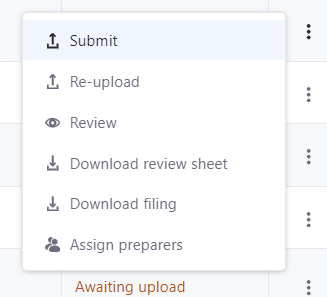 Submit
Re-upload
Review
Download review sheet
Download filing
Assign preparers
Awaiting upload